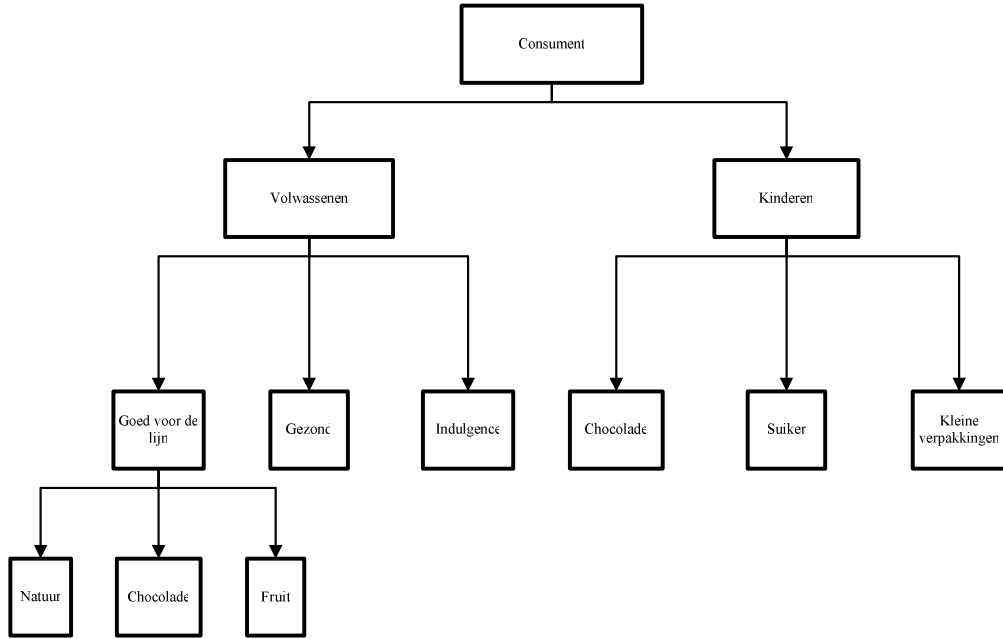 Consument
Volwassenen
Kinderen
Goed voor de
lijn
Gezond
Indulgence
Chocolade
Suiker
Kleine
verpakkingen
Natuur
Chocolade
Fruit